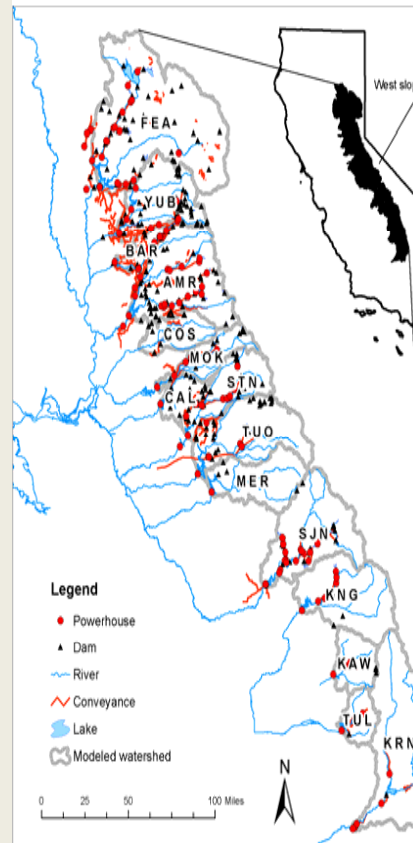 West slop
FEA
YUB
BAR
AMR
COS
MOK
CAL
STN
TUO
MER
SJN
KNG
KAW
TUL
KRN
Legend
Powerhouse
Dam
River
Conveyance
Lake
Modeled watershed
N
0 25 50 100 Miles